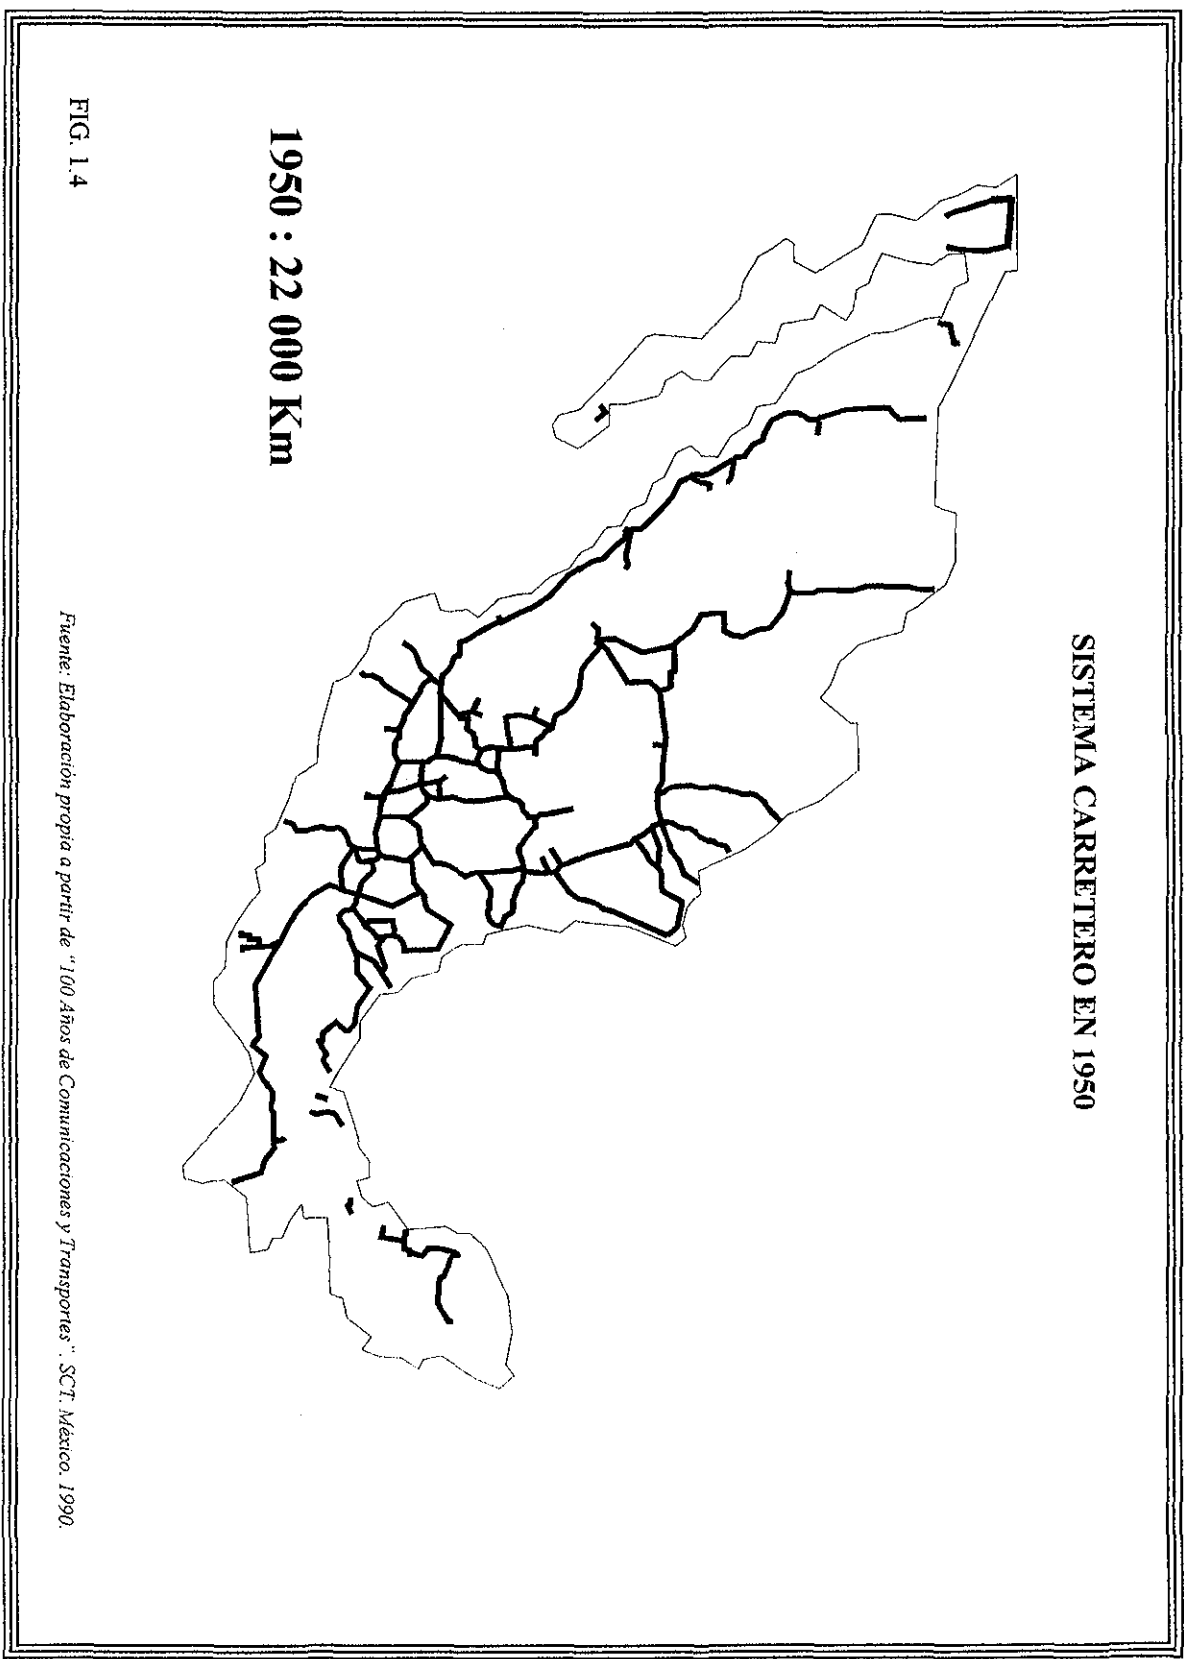 SISTEMA CARRETERO EN 1950
1950 : 22 000 Km
Fuente: Elaboración propia a partir de "100 Años de Comunicaciones y Transportes". SCT. México. 1990.
FIG. 1.4